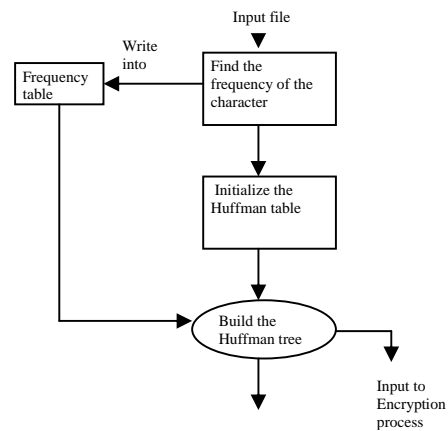 Input file
Write
into
Find the
frequency of the
character
Frequency
table
Initialize the
Huffman table
Build the
Huffman tree
Input to
Encryption
process